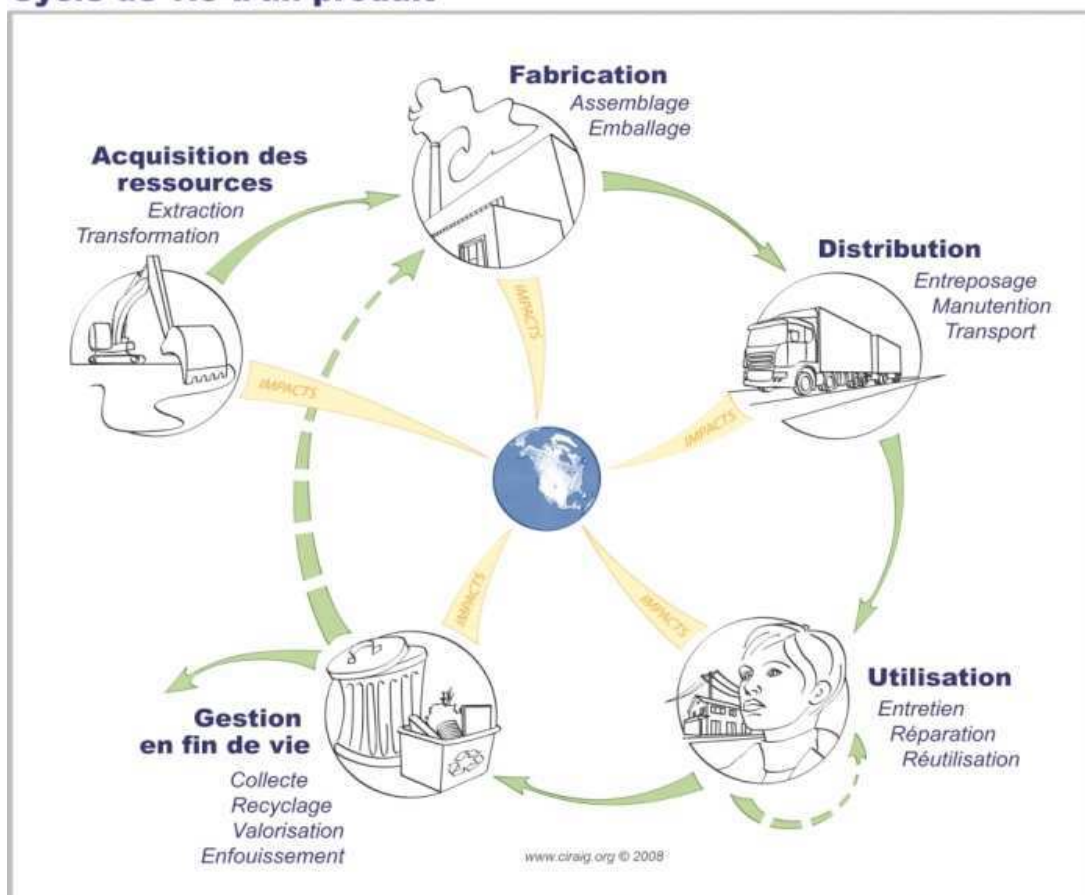 Fabrication
Assemblage
Emballage
Acquisition des
ressources
Extraction
Transformation
Distribution
Entreposage
Manutention
Transport
IMPACTS
IMPACTS
IMPACTS
IMPACTS
IMPACTS
Utilisation
Entretien
Réparation
Réutilisation
Gestion
en fin de vie
Collecte
Recyclage
Valorisation
Enfouissement
www.ciraig.org © 2008